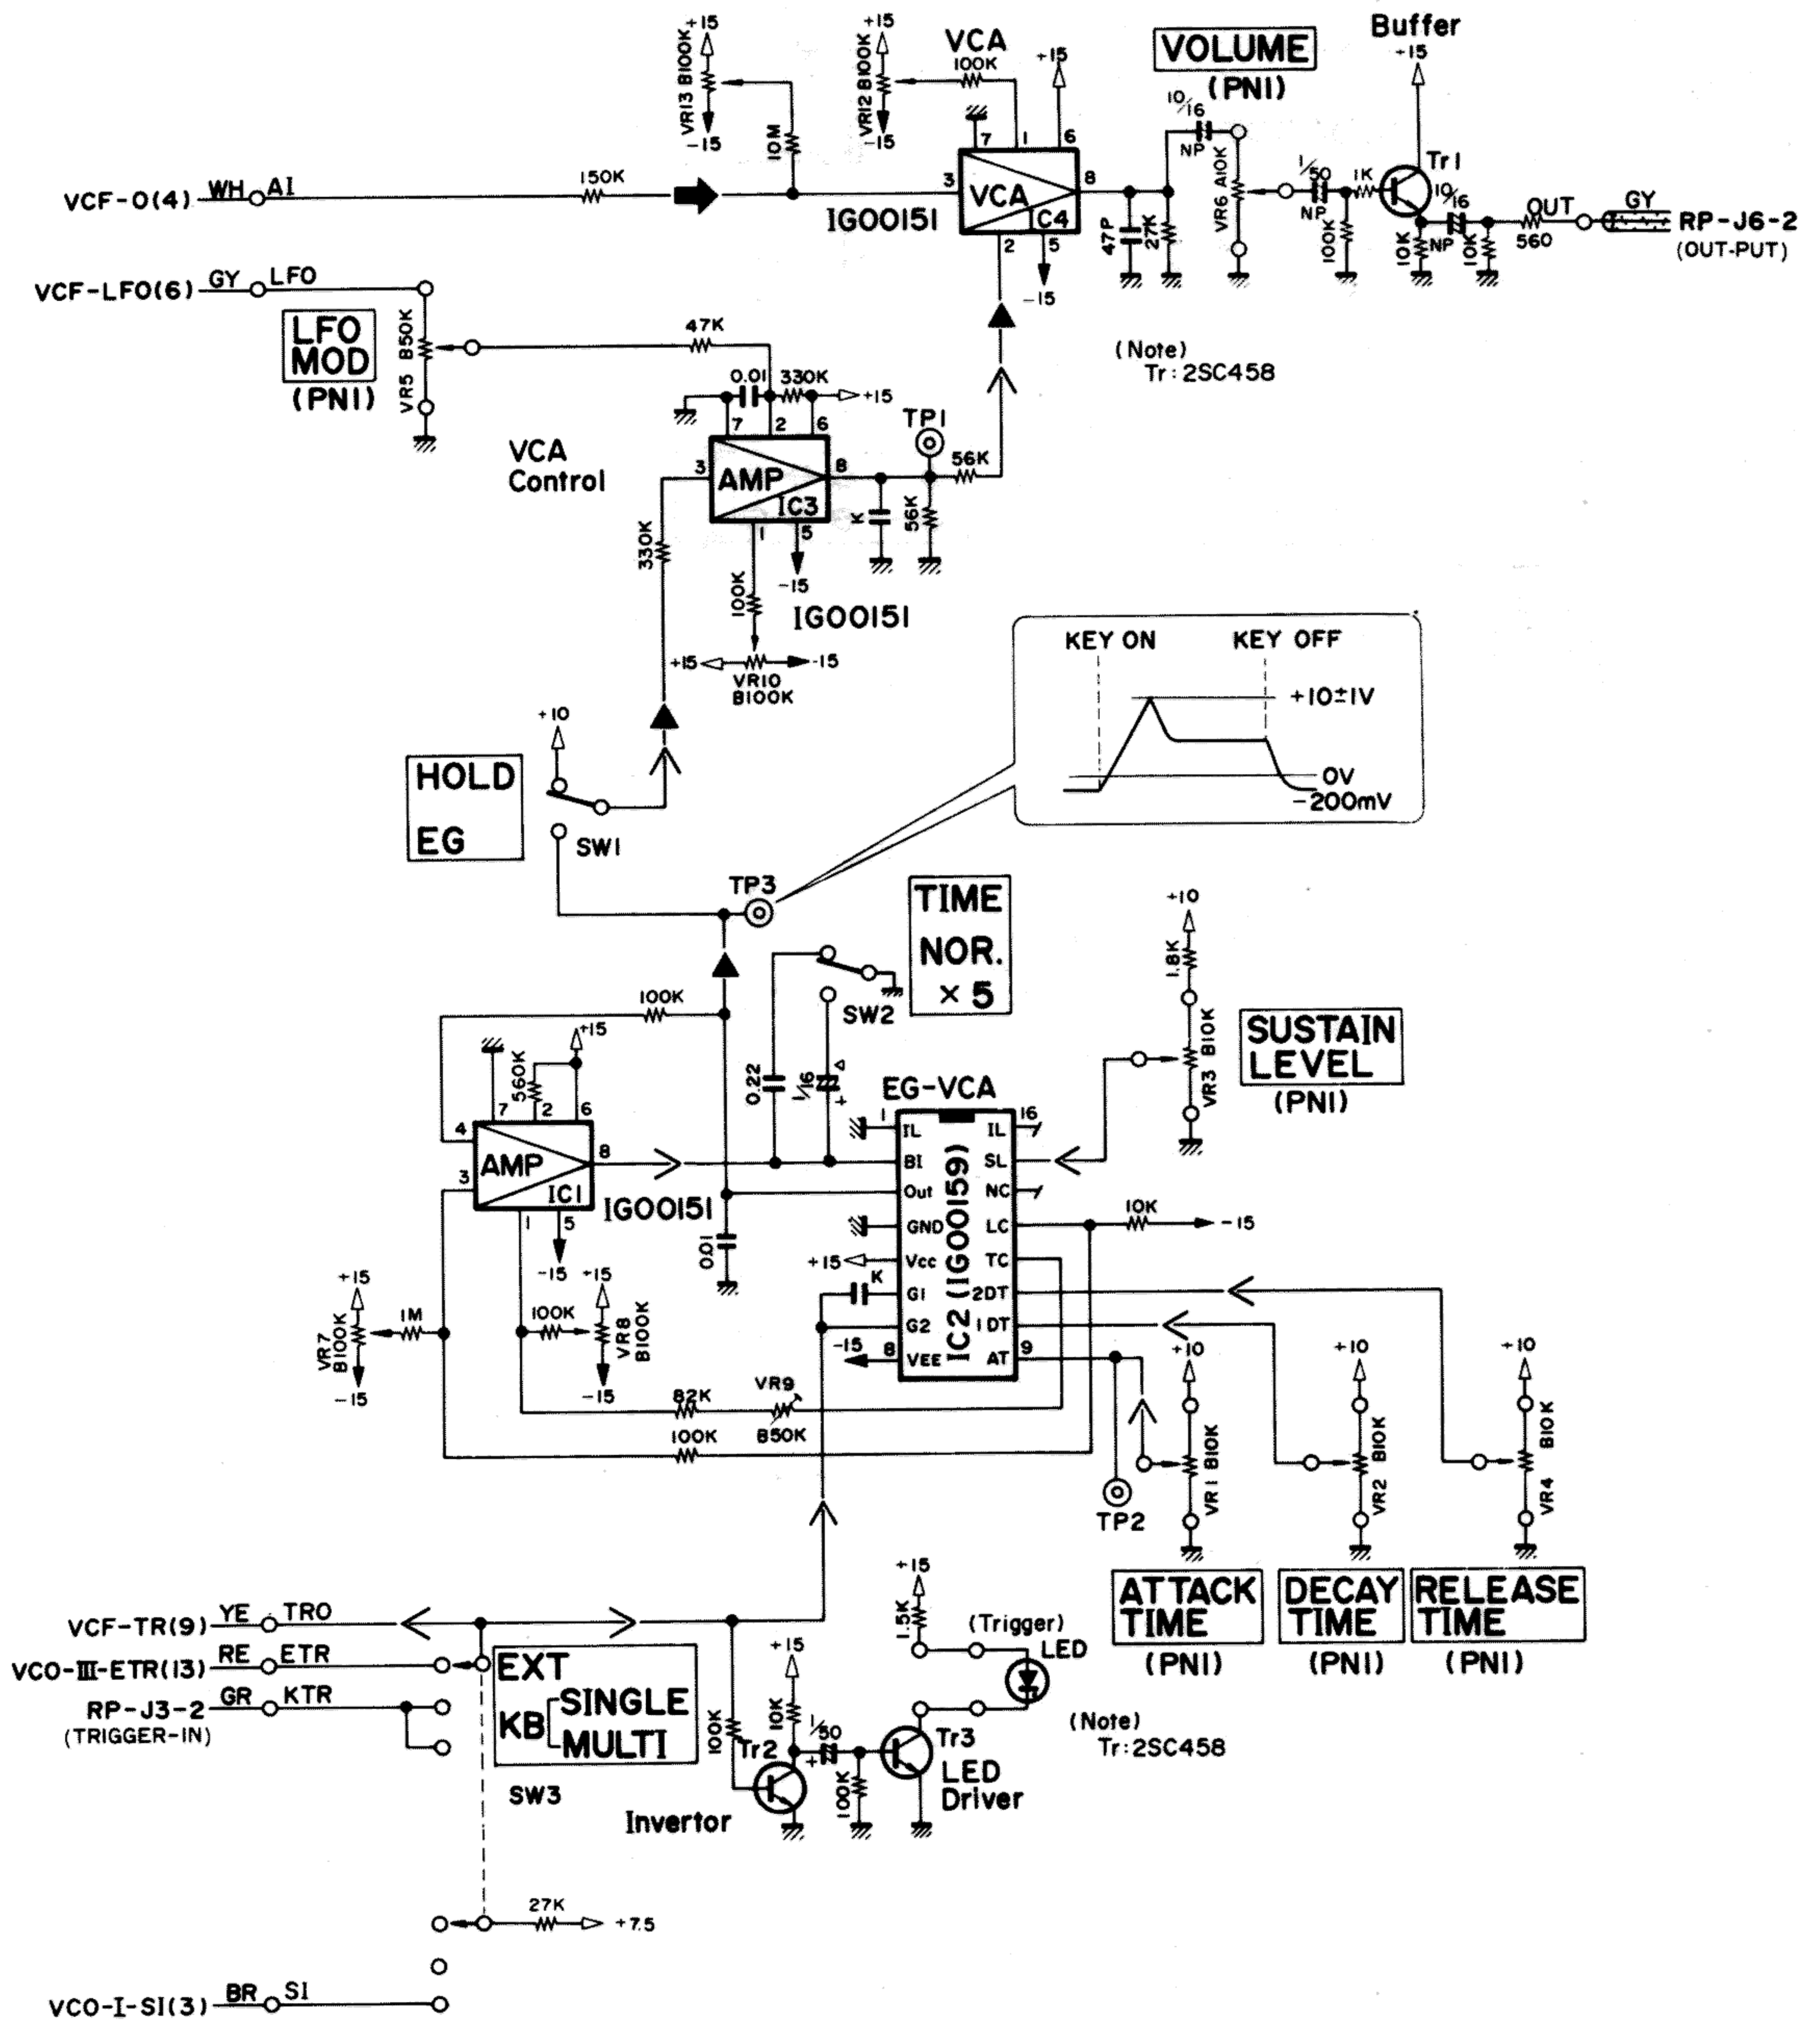 +15
VR13 B100K
-15
10M
+15
VR12 B100K
-15
VCA
100K
+15
7
1
6
VOLUME
(PN1)
Buffer
+15
VCF-O(4) WH AI
150K
3
VCA
IC4
8
IG00151
2
5
-15
47P
27K
10/16
NP
VR6 A10K
1/50
NP
1K
100K
Tr1
10/16
NP
10K
10K
560
OUT
GY
RP-J6-2
(OUT-PUT)
VCF-LFO(6) GY LFO
LFO
MOD
(PN1)
VR5 B50K
47K
0.01
330K
+15
7
2
6
(Note)
Tr:2SC458
VCA
Control
3
AMP
IC3
8
TP1
56K
K
56K
330K
1
5
-15
100K
IG00151
+15
-15
VR10
B100K
KEY ON
KEY OFF
+10±1V
0V
-200mV
+10
HOLD
EG
SW1
TP3
TIME
NOR.
×5
SW2
+10
1.8K
VR3 B10K
SUSTAIN
LEVEL
(PN1)
100K
+15
560K
7
2
6
4
AMP
IC1
8
3
IG00151
1
5
-15
0.22
1/16
+
EG-VCA
1
IL
BI
Out
GND
Vcc
G1
G2
8
VEE
IC2 (IG00159)
16
IL
SL
NC
LC
TC
2DT
1DT
AT
9
0.01
+15
K
-15
10K
-15
+15
VR7
B100K
-15
1M
100K
+15
VR8
B100K
-15
82K
VR9
B50K
100K
TP2
+10
VR1 B10K
+10
VR2 B10K
+10
VR4 B10K
ATTACK
TIME
(PN1)
DECAY
TIME
(PN1)
RELEASE
TIME
(PN1)
VCF-TR(9) YE TRO
VCO-III-ETR(13) RE ETR
RP-J3-2 GR KTR
(TRIGGER-IN)
EXT
KB
SINGLE
MULTI
SW3
100K
+15
10K
Tr2
Invertor
1/50
+
100K
+15
1.5K
(Trigger)
LED
Tr3
LED
Driver
(Note)
Tr:2SC458
27K
+7.5
VCO-I-SI(3) BR SI